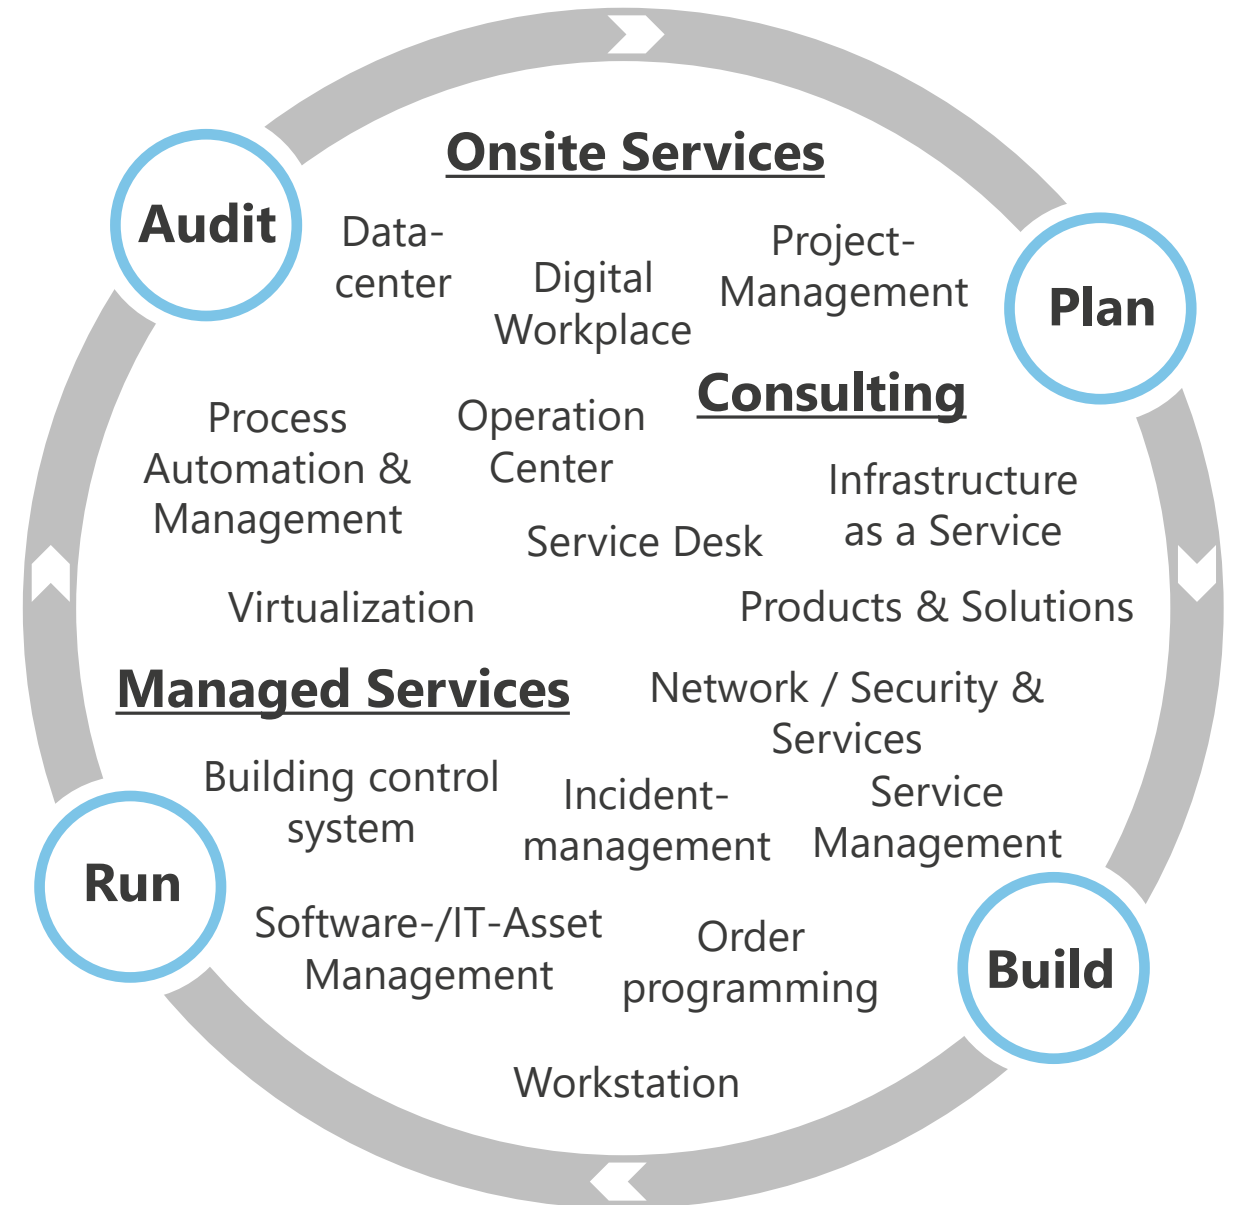 Onsite Services
Audit
Data-
center
Digital
Workplace
Project-
Management
Plan
Consulting
Process
Automation &
Management
Operation
Center
Infrastructure
as a Service
Service Desk
Virtualization
Products & Solutions
Managed Services
Network / Security &
Services
Building control
system
Incident-
management
Service
Management
Run
Software-/IT-Asset
Management
Order
programming
Build
Workstation